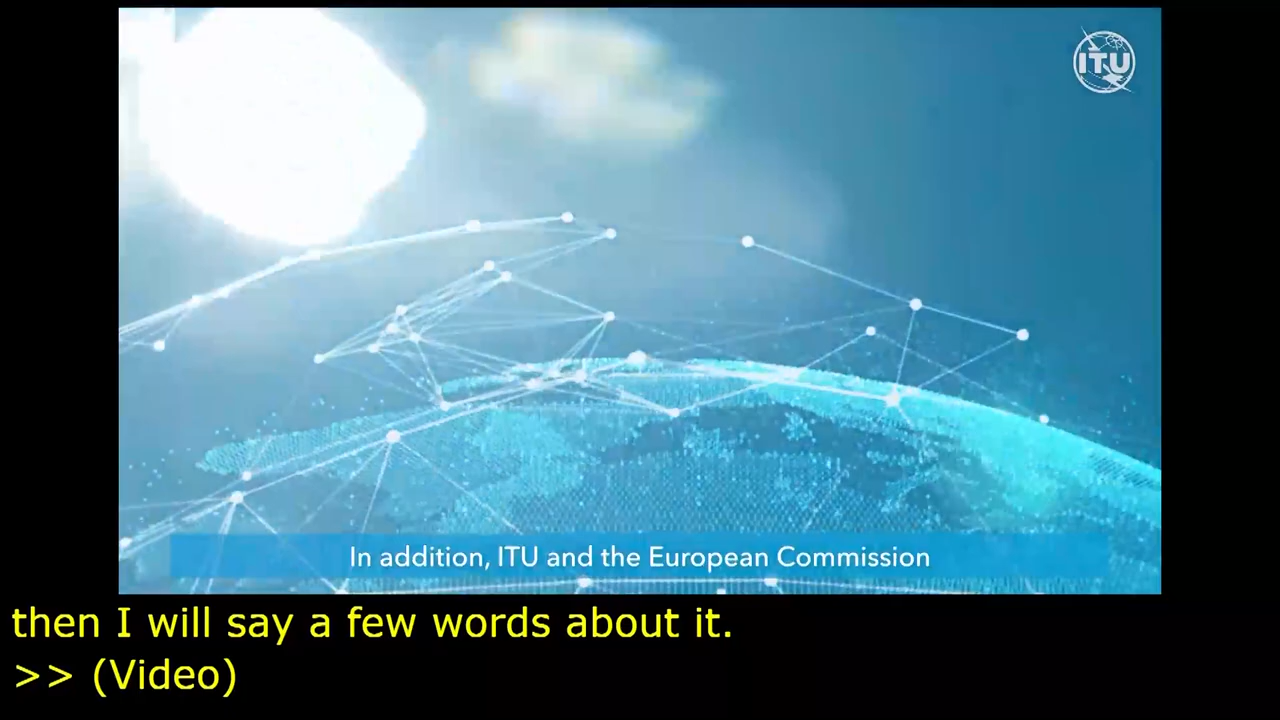 ITU
In addition, ITU and the European Commission
then I will say a few words about it.
>> (Video)